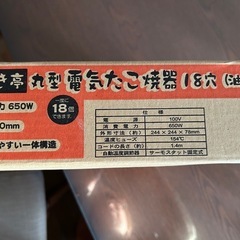 き亭 丸型 電気たこ焼器 18穴
力 650W
一度に
18個
できます。
0mm
やすい一体構造
仕様
電源 100V
消費電力 650W
外形寸法(約) 244×244×78mm
温度ヒューズ 154℃
コードの長さ(約) 1.4m
自動温度調節器 サーモスタット固定式